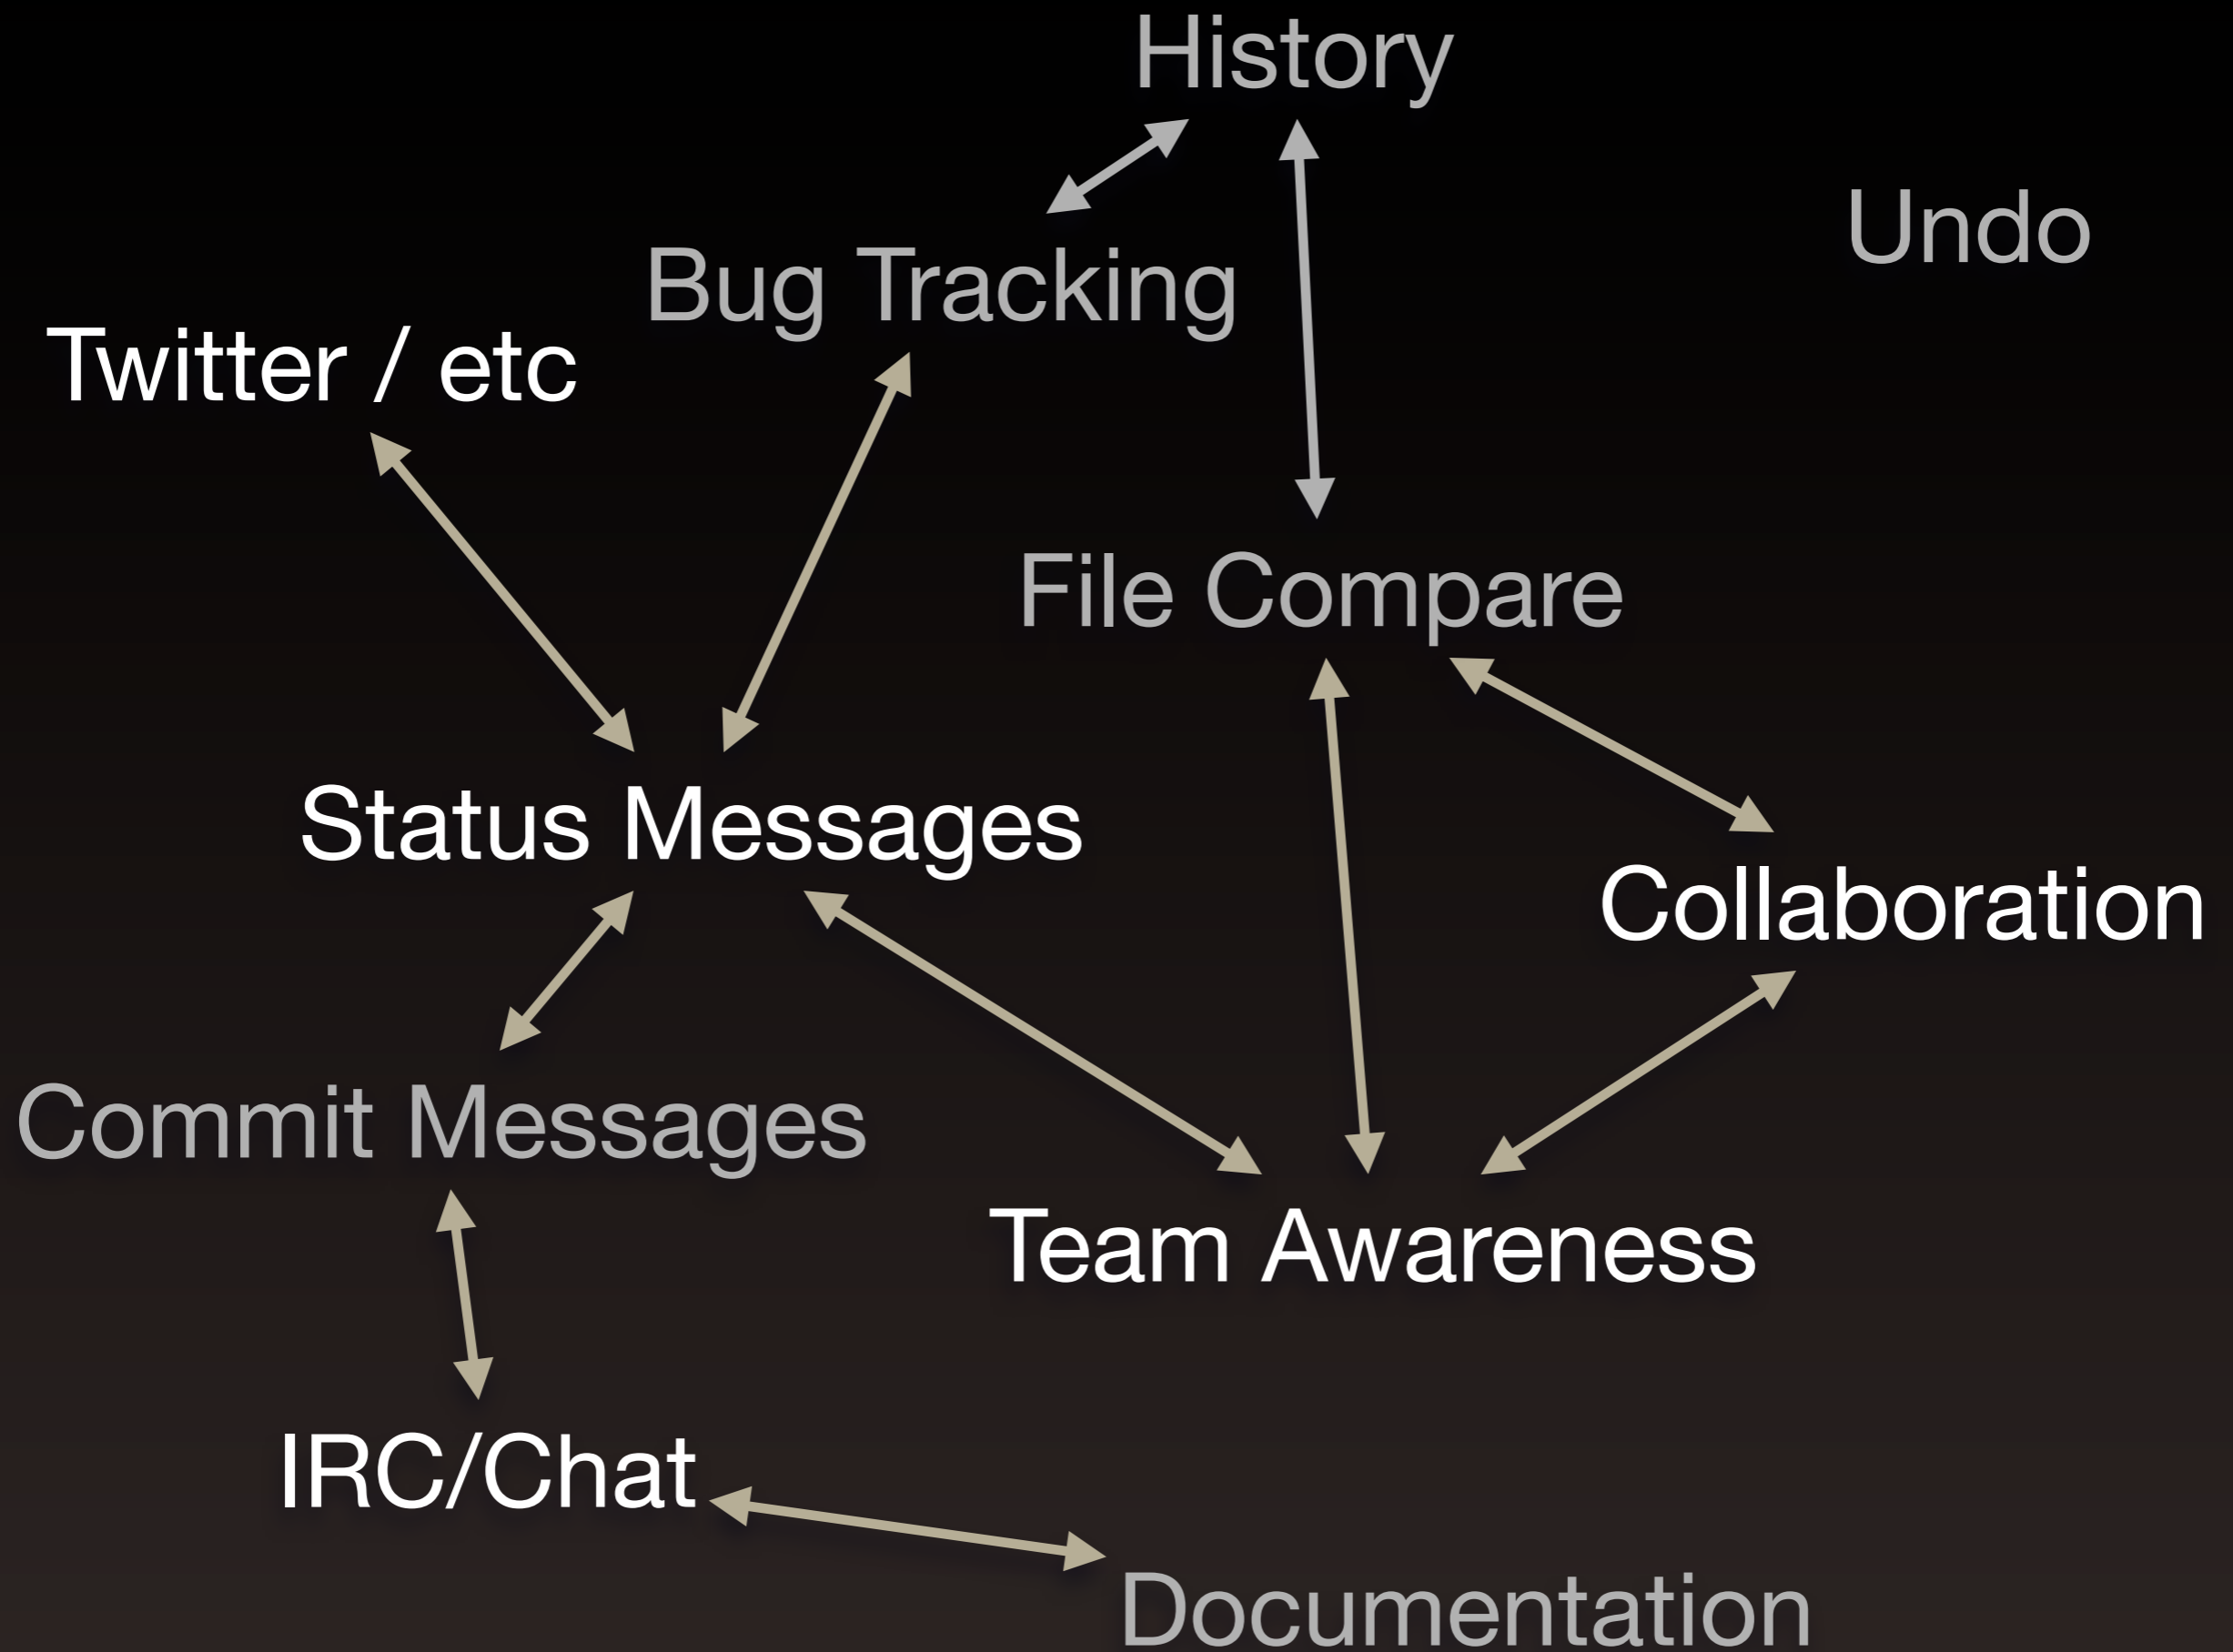 History
Undo
Bug Tracking
Twitter / etc
File Compare
Status Messages
Collaboration
Commit Messages
Team Awareness
IRC/Chat
Documentation